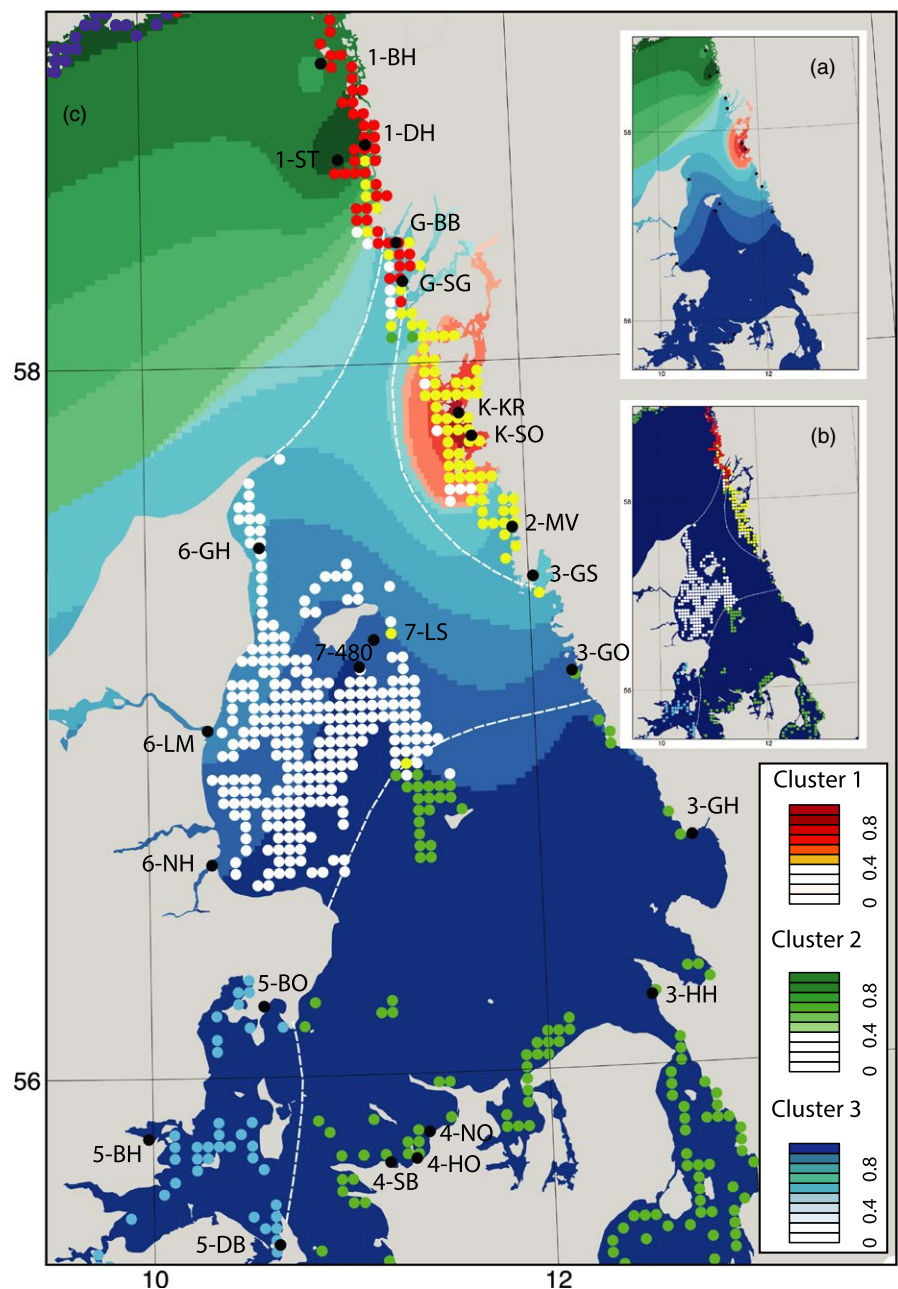 (c)
1-BH
1-DH
1-ST
G-BB
G-SG
58
K-KR
K-SO
2-MV
6-GH
3-GS
7-LS
7-480
3-GO
6-LM
3-GH
6-NH
5-BO
3-HH
56
5-BH
4-NO
4-HO
4-SB
5-DB
10
12
(a)
58
56
10
12
(b)
58
56
10
12
Cluster 1
0.8
0.4
0
Cluster 2
0.8
0.4
0
Cluster 3
0.8
0.4
0